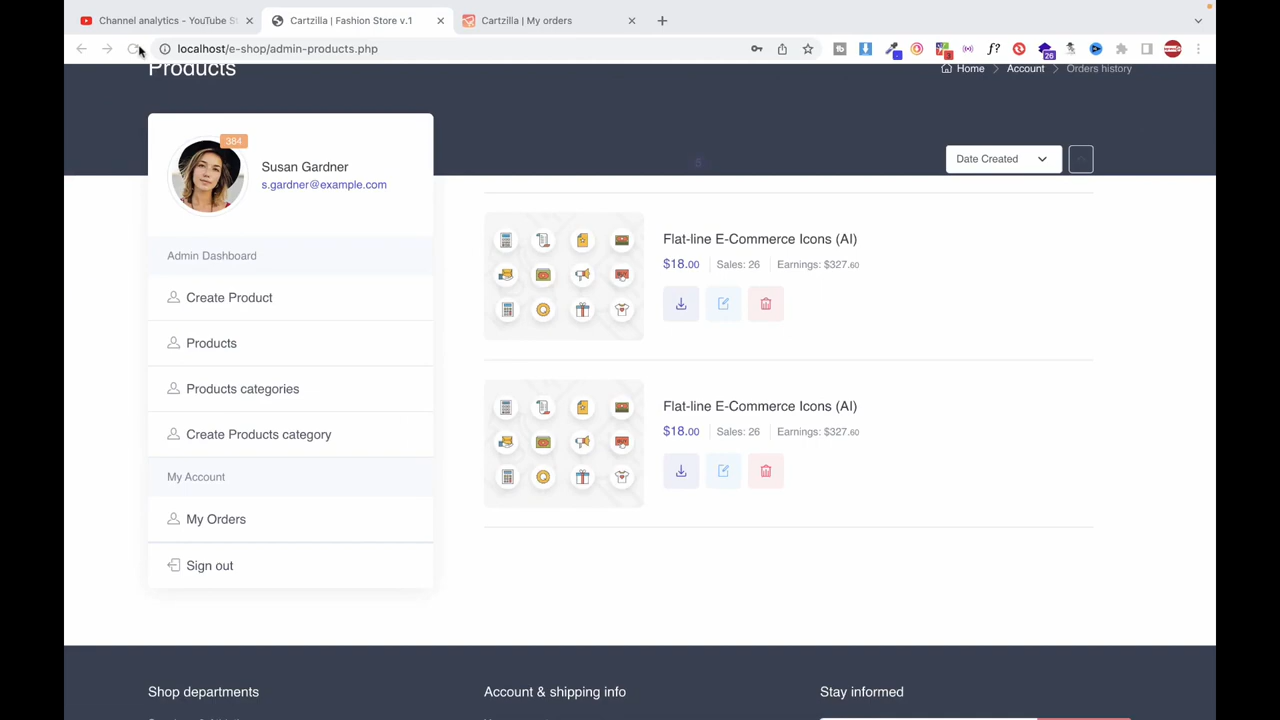 Channel analytics - YouTube S
Cartzilla | Fashion Store v.1
Cartzilla | My orders
localhost/e-shop/admin-products.php
26
Products
Home
Account
Orders history
384
Susan Gardner
s.gardner@example.com
Date Created
Admin Dashboard
Create Product
Products
Products categories
Create Products category
My Account
My Orders
Sign out
Flat-line E-Commerce Icons (AI)
$18.00
Sales: 26
Earnings: $327.60
Flat-line E-Commerce Icons (AI)
$18.00
Sales: 26
Earnings: $327.60
Shop departments
Account & shipping info
Stay informed